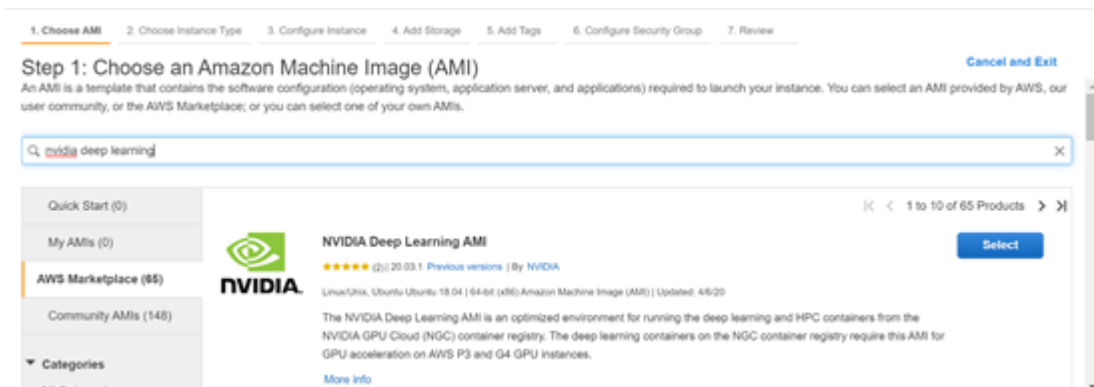 1. Choose AMI 2. Choose Instance Type 3. Configure Instance 4. Add Storage 5. Add Tags 6. Configure Security Group 7. Review
Step 1: Choose an Amazon Machine Image (AMI)
Cancel and Exit
An AMI is a template that contains the software configuration (operating system, application server, and applications) required to launch your instance. You can select an AMI provided by AWS, our
user community, or the AWS Marketplace; or you can select one of your own AMIs.
nvidia deep learning
Quick Start (0)
My AMIs (0)
AWS Marketplace (65)
Community AMIs (148)
Categories
1 to 10 of 65 Products
NVIDIA
NVIDIA Deep Learning AMI
Select
(2) | 20.03.1 Previous versions | By NVIDIA
Linux/Unix, Ubuntu Ubuntu 18.04 | 64-bit (x86) Amazon Machine Image (AMI) | Updated: 4/6/20
The NVIDIA Deep Learning AMI is an optimized environment for running the deep learning and HPC containers from the
NVIDIA GPU Cloud (NGC) container registry. The deep learning containers on the NGC container registry require this AMI for
GPU acceleration on AWS P3 and G4 GPU instances.
More info